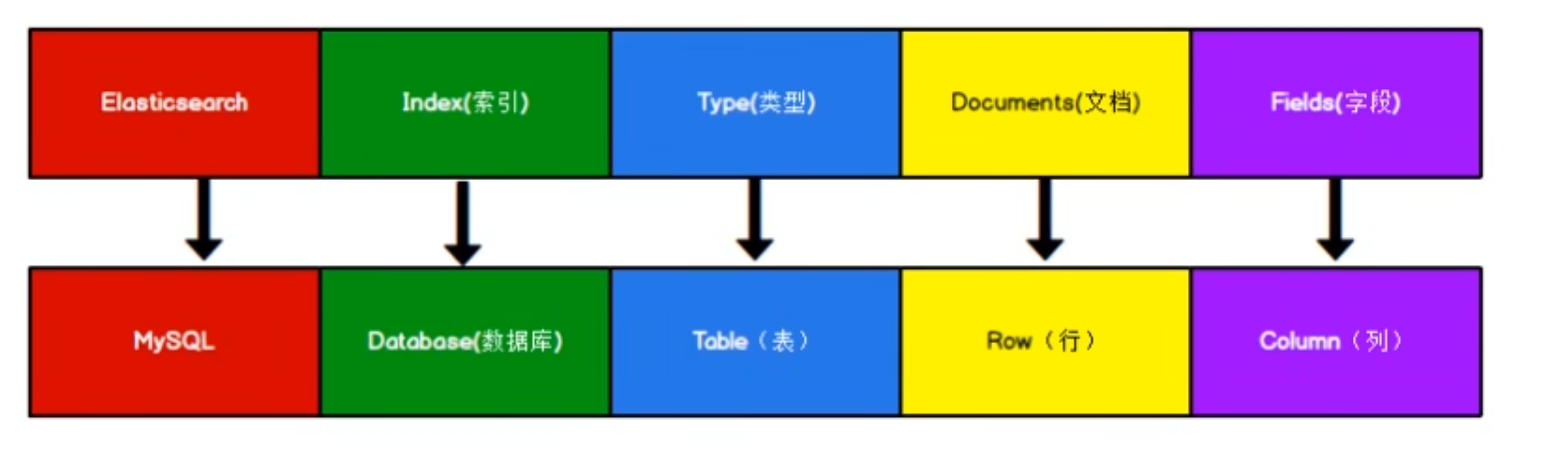 Elasticsearch
Index(索引)
Type(类型)
Documents(文档)
Fields(字段)
MySQL
Database(数据库)
Table（表）
Row（行）
Column（列）